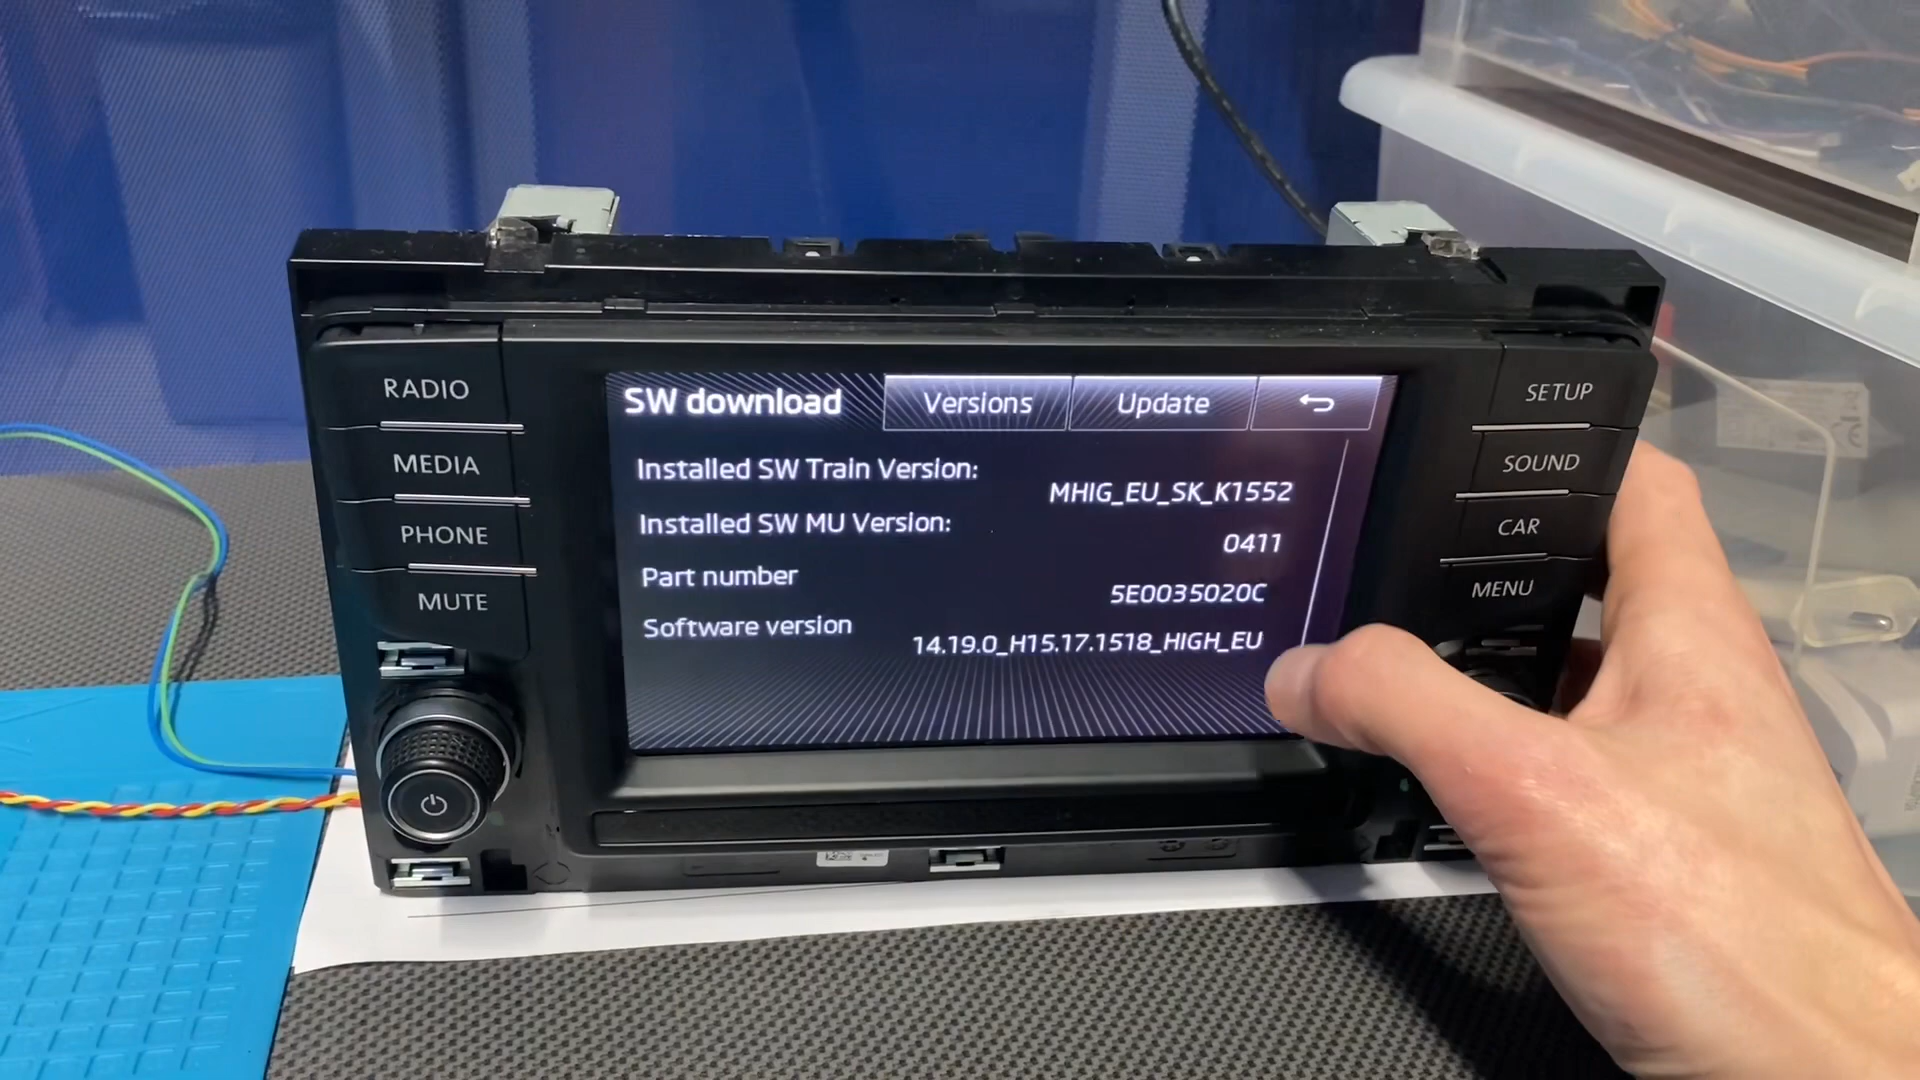 RADIO
MEDIA
PHONE
MUTE
SW download
Versions
Update
Installed SW Train Version:
MHIG_EU_SK_K1552
Installed SW MU Version:
0411
Part number
5E0035020C
Software version
14.19.0_H15.17.1518_HIGH_EU
SETUP
SOUND
CAR
MENU